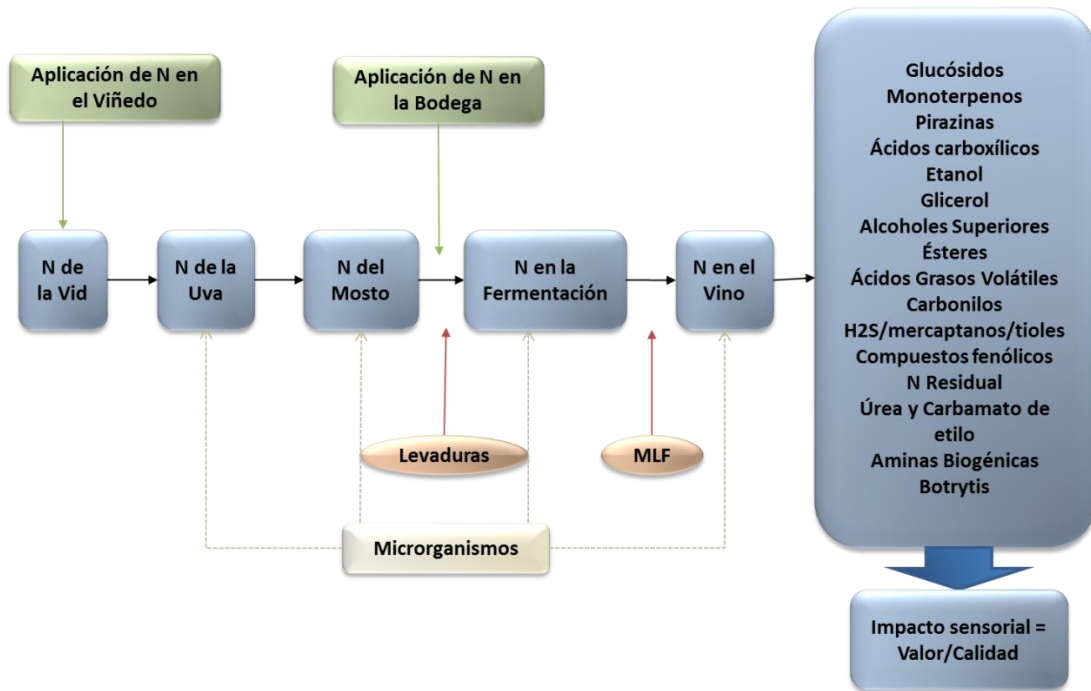 Aplicación de N en
el Viñedo
Aplicación de N en
la Bodega
N de
la Vid
N de la
Uva
N del
Mosto
N en la
Fermentación
N en el
Vino
Levaduras
MLF
Microrganismos
Glucósidos
Monoterpenos
Pirazinas
Ácidos carboxílicos
Etanol
Glicerol
Alcoholes Superiores
Ésteres
Ácidos Grasos Volátiles
Carbonilos
H2S/mercaptanos/tioles
Compuestos fenólicos
N Residual
Úrea y Carbamato de
etilo
Aminas Biogénicas
Botrytis
Impacto sensorial =
Valor/Calidad